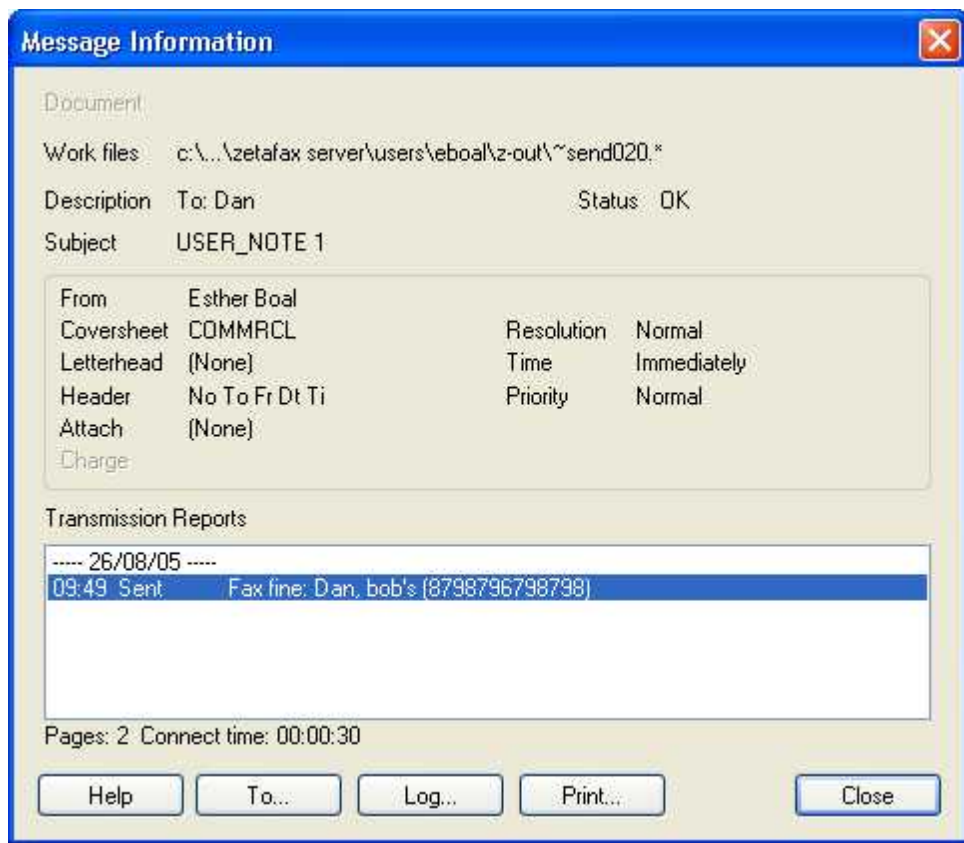 Message Information
Document
Work files c:\...\zetafax server\users\eboal\z-out\~send020.*
Description To: Dan Status OK
Subject USER_NOTE 1
From Esther Boal
Coversheet COMMRCL Resolution Normal
Letterhead (None) Time Immediately
Header No To Fr Dt Ti Priority Normal
Attach (None)
Charge
Transmission Reports
----- 26/08/05 -----
09:49 Sent Fax fine: Dan, bob's (8798796798798)
Pages: 2 Connect time: 00:00:30
Help To... Log... Print... Close